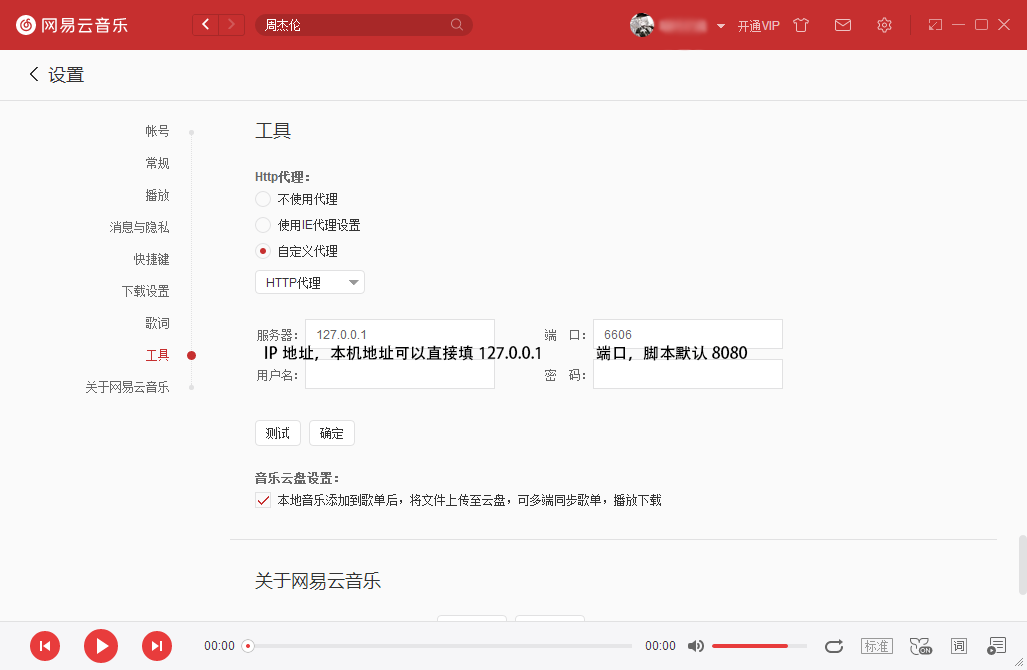 网易云音乐
周杰伦
开通VIP
设置
帐号
常规
播放
消息与隐私
快捷键
下载设置
歌词
工具
关于网易云音乐
工具
Http代理：
不使用代理
使用IE代理设置
自定义代理
HTTP代理
服务器： 127.0.0.1 端 口： 6606
IP 地址，本机地址可以直接填 127.0.0.1 端口，脚本默认 8080
用户名： 密 码：
测试 确定
音乐云盘设置：
本地音乐添加到歌单后，将文件上传至云盘，可多端同步歌单，播放下载
关于网易云音乐
00:00 00:00 标准 ON 词